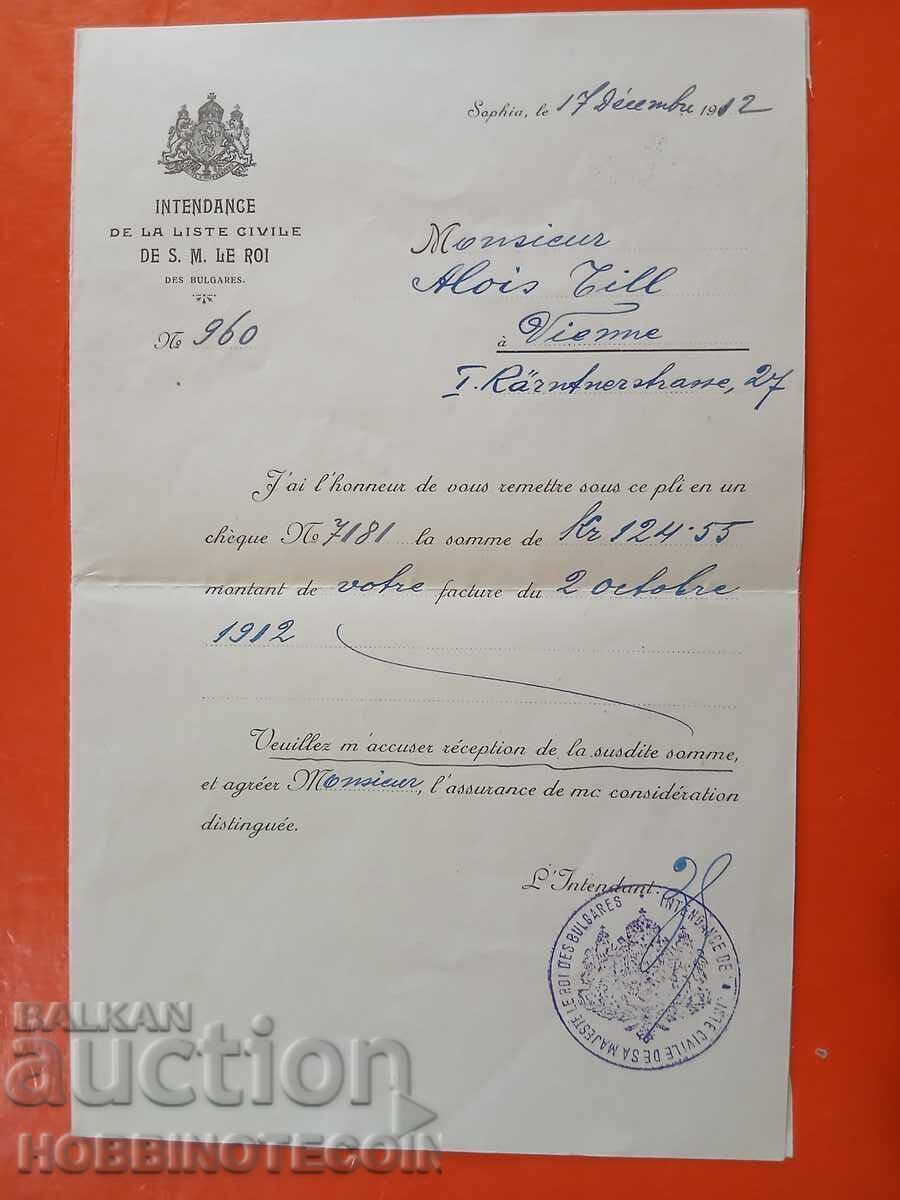 Sophia, le 17 Décembre 1912
INTENDANCE
DE LA LISTE CIVILE
DE S. M. LE ROI
DES BULGARES.
No 960
Monsieur
Alois Till
à Vienne
I. Kärntnerstrasse, 27
J'ai l'honneur de vous remettre sous ce pli en un
chèque No 7181 la somme de Kr 124.55
montant de votre facture du 2 octobre
1912
Veuillez m'accuser réception de la susdite somme,
et agréer Monsieur, l'assurance de mc considération
distinguée.
L'Intendant:
INTENDANCE DE LA LISTE CIVILE DE SA MAJESTE LE ROI DES BULGARES
BALKAN
auction
HOBBINOTECOIN